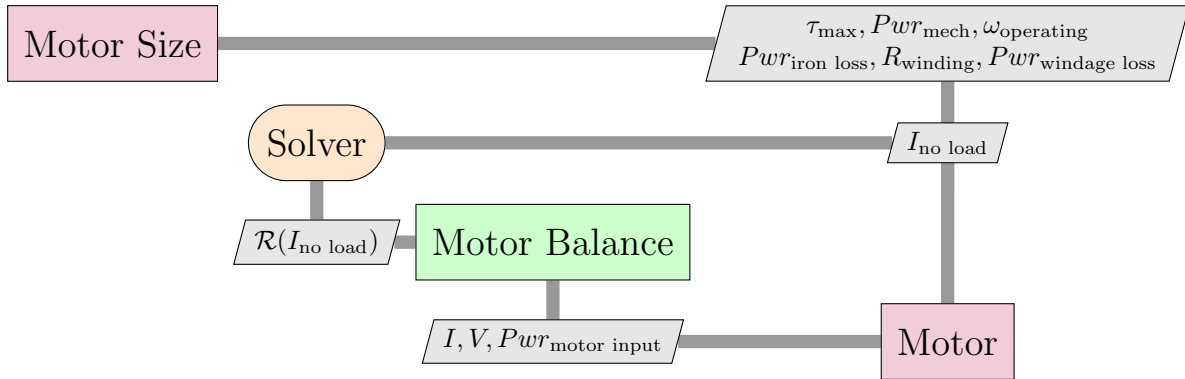 Motor Size
τ_max, Pwr_mech, ω_operating
Pwr_iron loss, R_winding, Pwr_windage loss
Solver
I_no load
ℛ(I_no load)
Motor Balance
I, V, Pwr_motor input
Motor